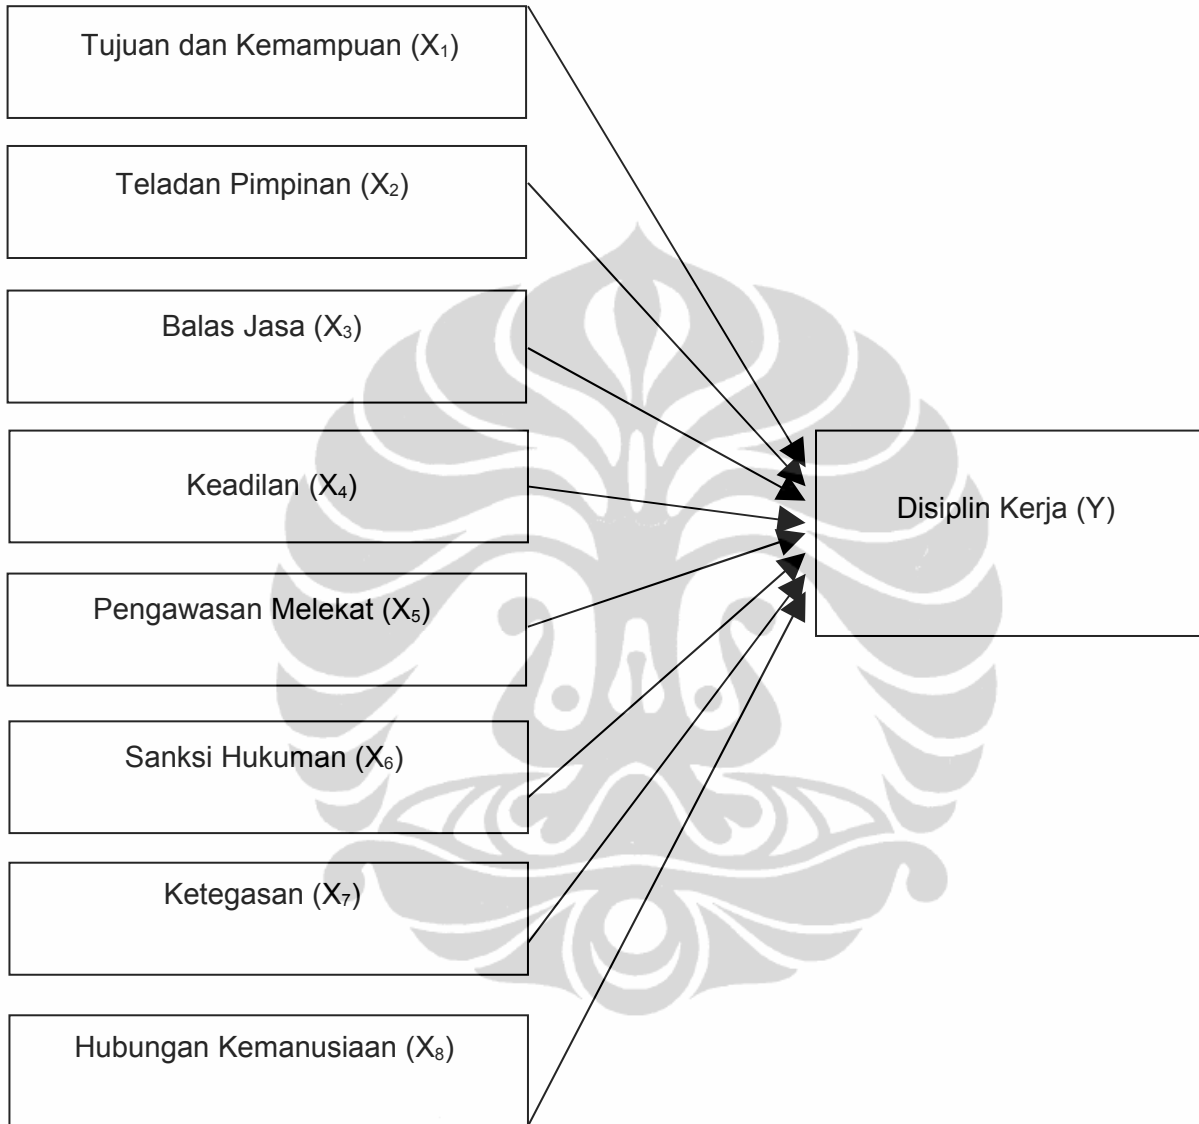 Tujuan dan Kemampuan (X₁)
Teladan Pimpinan (X₂)
Balas Jasa (X₃)
Keadilan (X₄)
Disiplin Kerja (Y)
Pengawasan Melekat (X₅)
Sanksi Hukuman (X₆)
Ketegasan (X₇)
Hubungan Kemanusiaan (X₈)